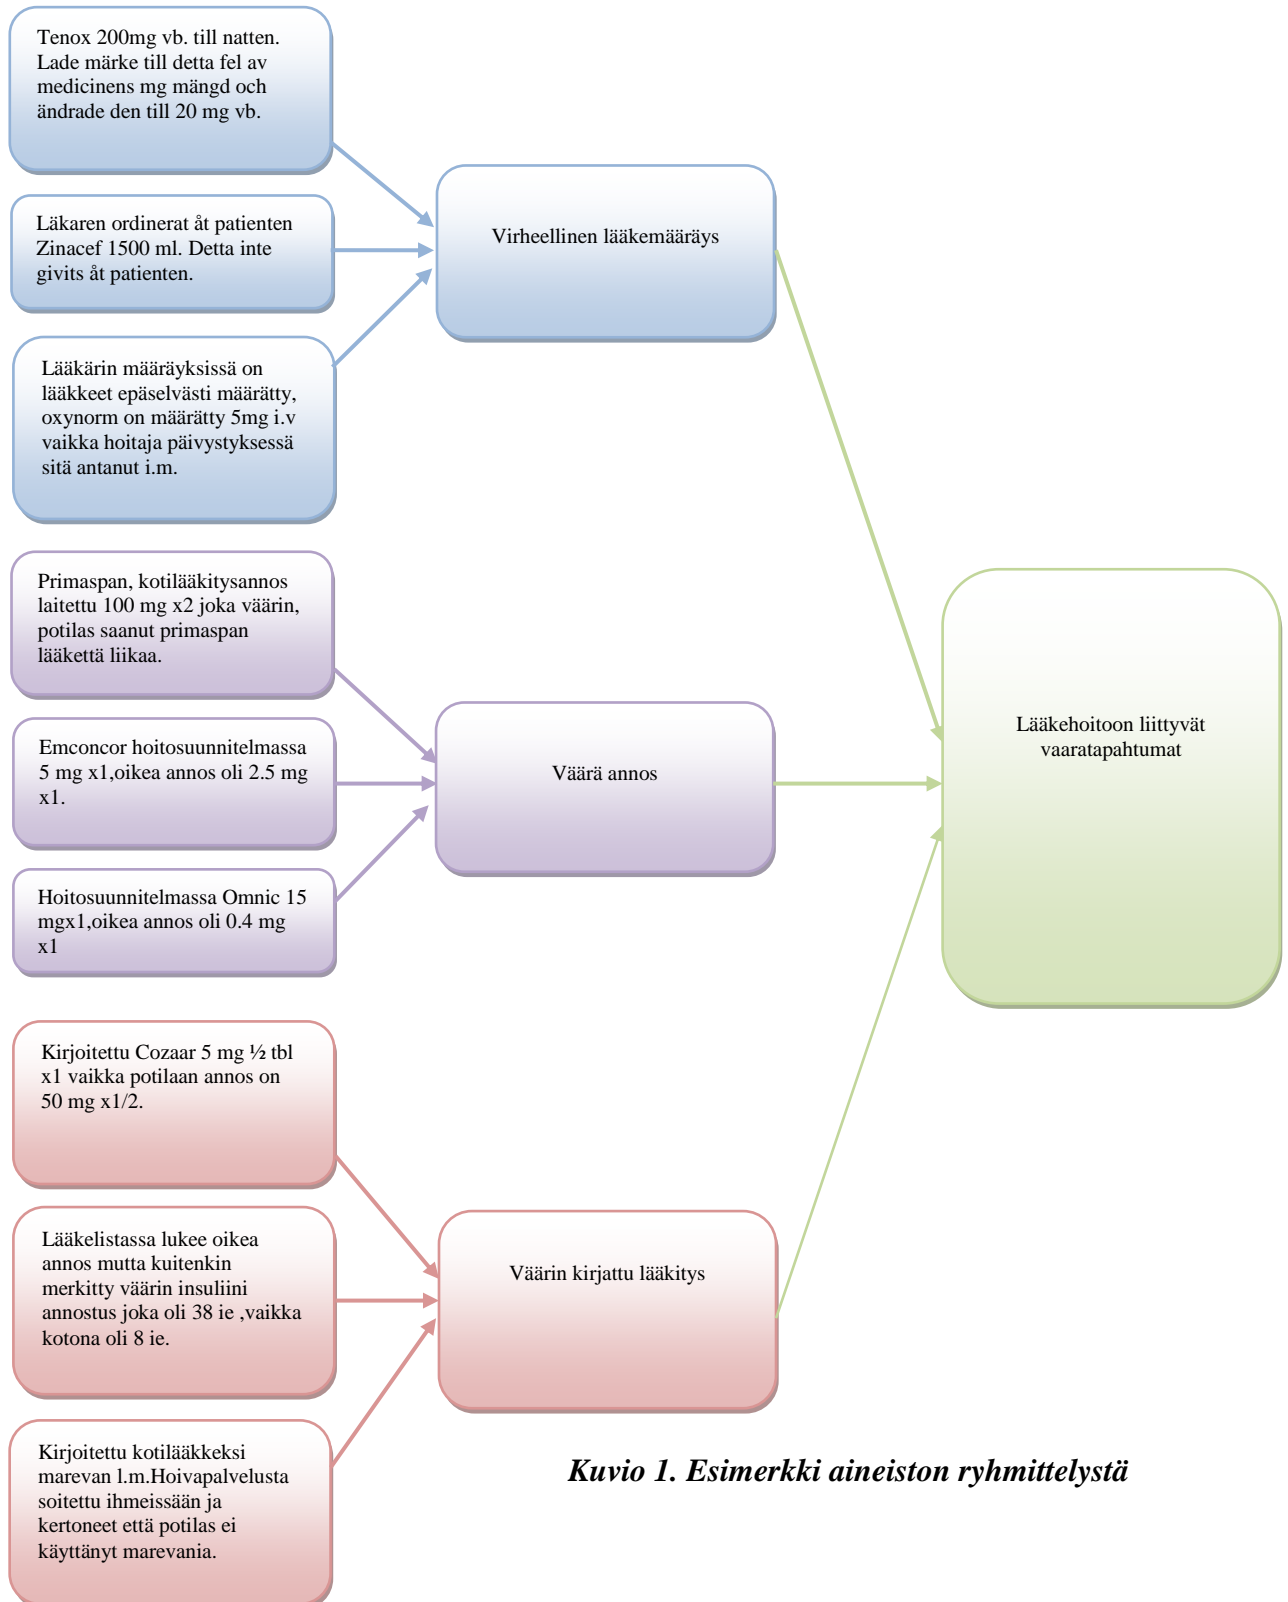 Tenox 200mg vb. till natten.
Lade märke till detta fel av
medicinens mg mängd och
ändrade den till 20 mg vb.
Läkaren ordinerat åt patienten
Zinacef 1500 ml. Detta inte
givits åt patienten.
Lääkärin määräyksissä on
lääkkeet epäselvästi määrätty,
oxynorm on määrätty 5mg i.v
vaikka hoitaja päivystyksessä
sitä antanut i.m.
Virheellinen lääkemääräys
Primaspan, kotilääkitysannos
laitettu 100 mg x2 joka väärin,
potilas saanut primaspan
lääkettä liikaa.
Emconcor hoitosuunnitelmassa
5 mg x1,oikea annos oli 2.5 mg
x1.
Hoitosuunnitelmassa Omnic 15
mgx1,oikea annos oli 0.4 mg
x1
Väärä annos
Lääkehoitoon liittyvät
vaaratapahtumat
Kirjoitettu Cozaar 5 mg ½ tbl
x1 vaikka potilaan annos on
50 mg x1/2.
Lääkelistassa lukee oikea
annos mutta kuitenkin
merkitty väärin insuliini
annostus joka oli 38 ie ,vaikka
kotona oli 8 ie.
Kirjoitettu kotilääkkeksi
marevan l.m.Hoivapalvelusta
soitettu ihmeissään ja
kertoneet että potilas ei
käyttänyt marevania.
Väärin kirjattu lääkitys
Kuvio 1. Esimerkki aineiston ryhmittelystä